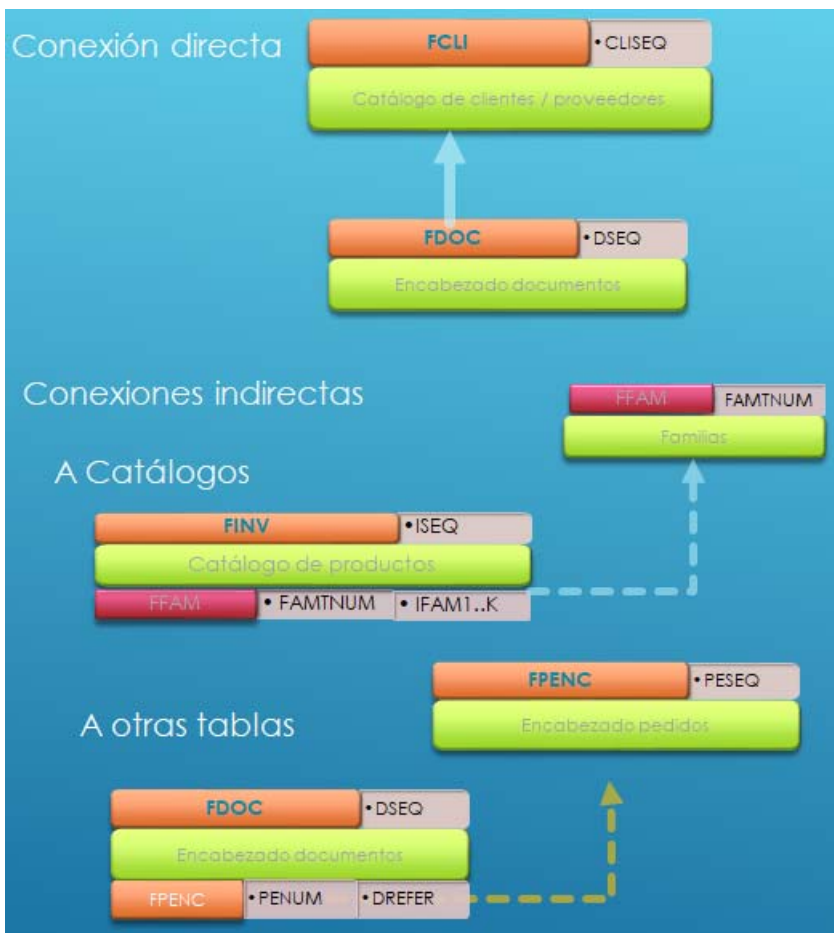 Conexión directa
FCLI • CLISEQ
Catálogo de clientes / proveedores
FDOC • DSEQ
Encabezado documentos
Conexiones indirectas
FFAM FAMTNUM
Familias
A Catálogos
FINV • ISEQ
Catálogo de productos
FFAM • FAMTNUM • IFAM1..K
FPENC • PESEQ
Encabezado pedidos
A otras tablas
FDOC • DSEQ
Encabezado documentos
FPENC • PENUM • DREFER